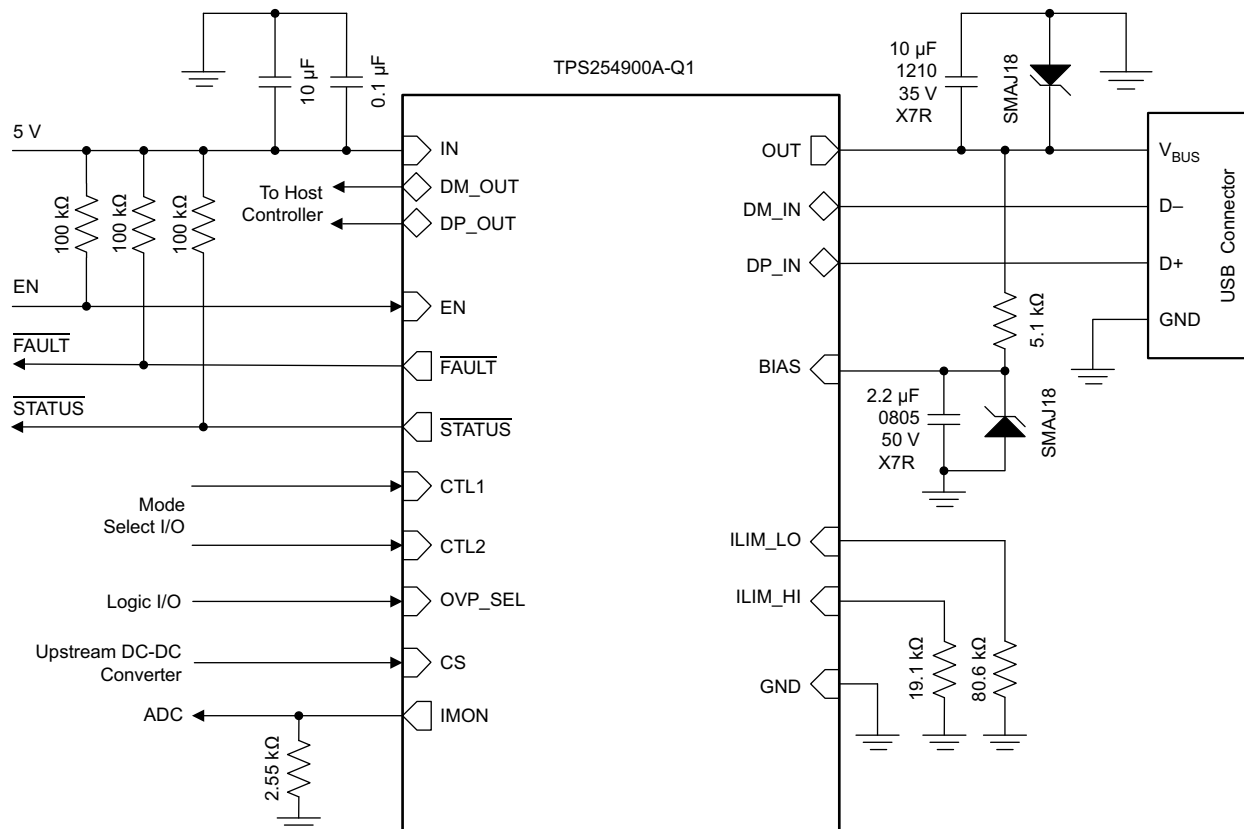 TPS254900A-Q1
10 µF
0.1 µF
10 µF
1210
35 V
X7R
SMAJ18
5 V
IN
OUT
V_BUS
To Host
Controller
DM_OUT
DM_IN
D–
100 kΩ
100 kΩ
100 kΩ
DP_OUT
DP_IN
D+
USB Connector
EN
EN
5.1 kΩ
GND
FAULT
FAULT
BIAS
2.2 µF
0805
50 V
X7R
SMAJ18
STATUS
STATUS
Mode
Select I/O
CTL1
CTL2
ILIM_LO
Logic I/O
OVP_SEL
ILIM_HI
Upstream DC-DC
Converter
CS
19.1 kΩ
80.6 kΩ
GND
ADC
IMON
2.55 kΩ